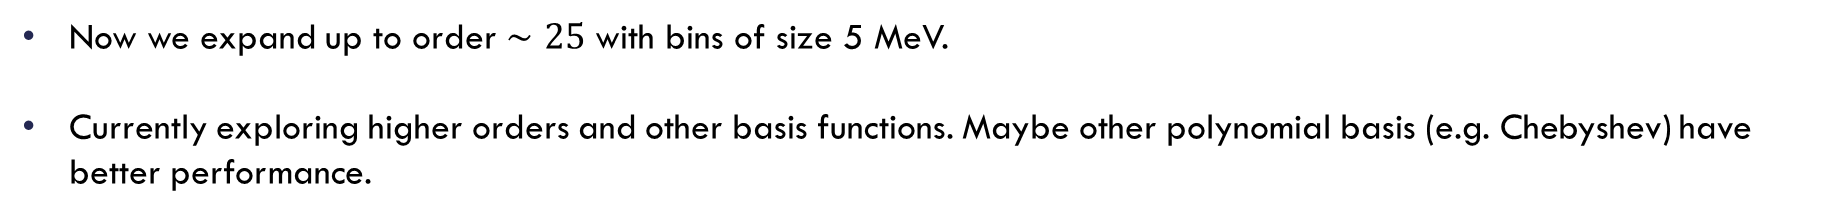 • Now we expand up to order ~ 25 with bins of size 5 MeV.
• Currently exploring higher orders and other basis functions. Maybe other polynomial basis (e.g. Chebyshev) have
better performance.